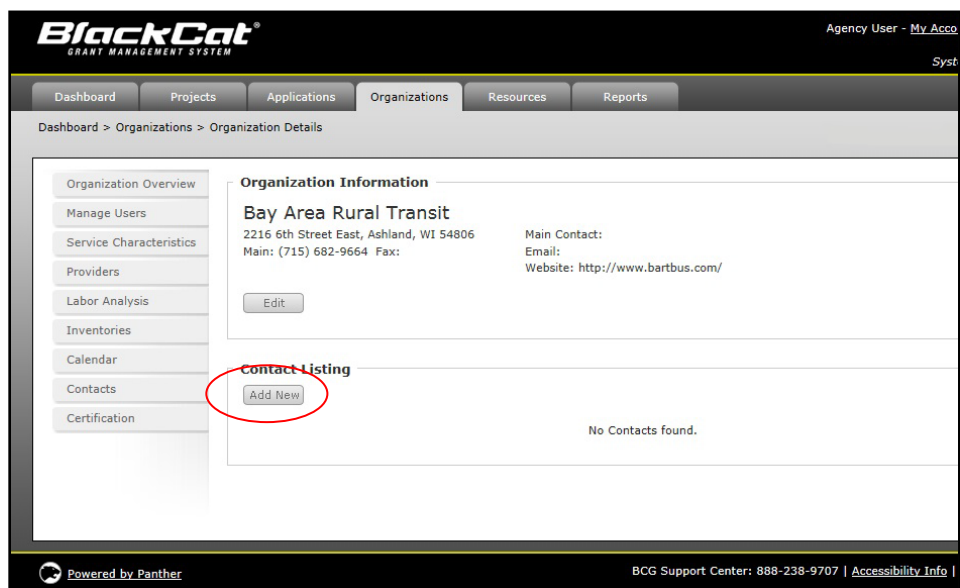 BlackCat®
GRANT MANAGEMENT SYSTEM
Agency User - My Acco
Syst
Dashboard Projects Applications Organizations Resources Reports
Dashboard > Organizations > Organization Details
Organization Overview
Manage Users
Service Characteristics
Providers
Labor Analysis
Inventories
Calendar
Contacts
Certification
Organization Information
Bay Area Rural Transit
2216 6th Street East, Ashland, WI 54806
Main: (715) 682-9664 Fax:
Main Contact:
Email:
Website: http://www.bartbus.com/
Edit
Contact Listing
Add New
No Contacts found.
Powered by Panther
BCG Support Center: 888-238-9707 | Accessibility Info |